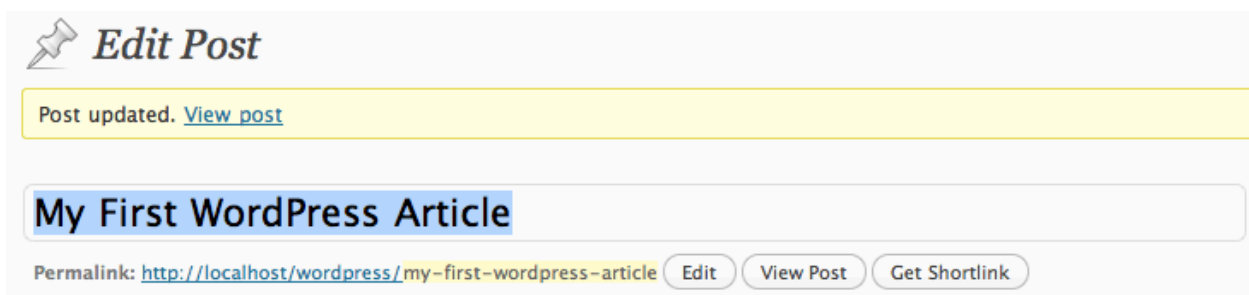 Edit Post
Post updated. View post
My First WordPress Article
Permalink: http://localhost/wordpress/my-first-wordpress-article Edit View Post Get Shortlink